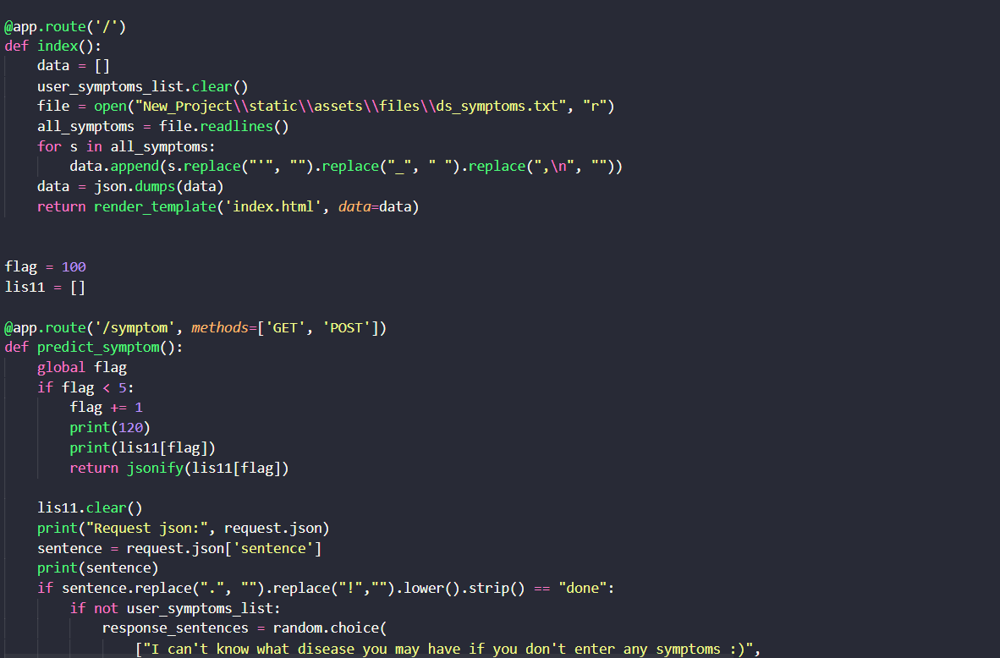 @app.route('/')
def index():
    data = []
    user_symptoms_list.clear()
    file = open("New_Project\\static\\assets\\files\\ds_symptoms.txt", "r")
    all_symptoms = file.readlines()
    for s in all_symptoms:
        data.append(s.replace("'", "").replace("_", " ").replace(",\n", ""))
    data = json.dumps(data)
    return render_template('index.html', data=data)
flag = 100
lis11 = []
@app.route('/symptom', methods=['GET', 'POST'])
def predict_symptom():
    global flag
    if flag < 5:
        flag += 1
        print(120)
        print(lis11[flag])
        return jsonify(lis11[flag])
    lis11.clear()
    print("Request json:", request.json)
    sentence = request.json['sentence']
    print(sentence)
    if sentence.replace(".", "").replace("!","").lower().strip() == "done":
        if not user_symptoms_list:
            response_sentences = random.choice(
                ["I can't know what disease you may have if you don't enter any symptoms :)",